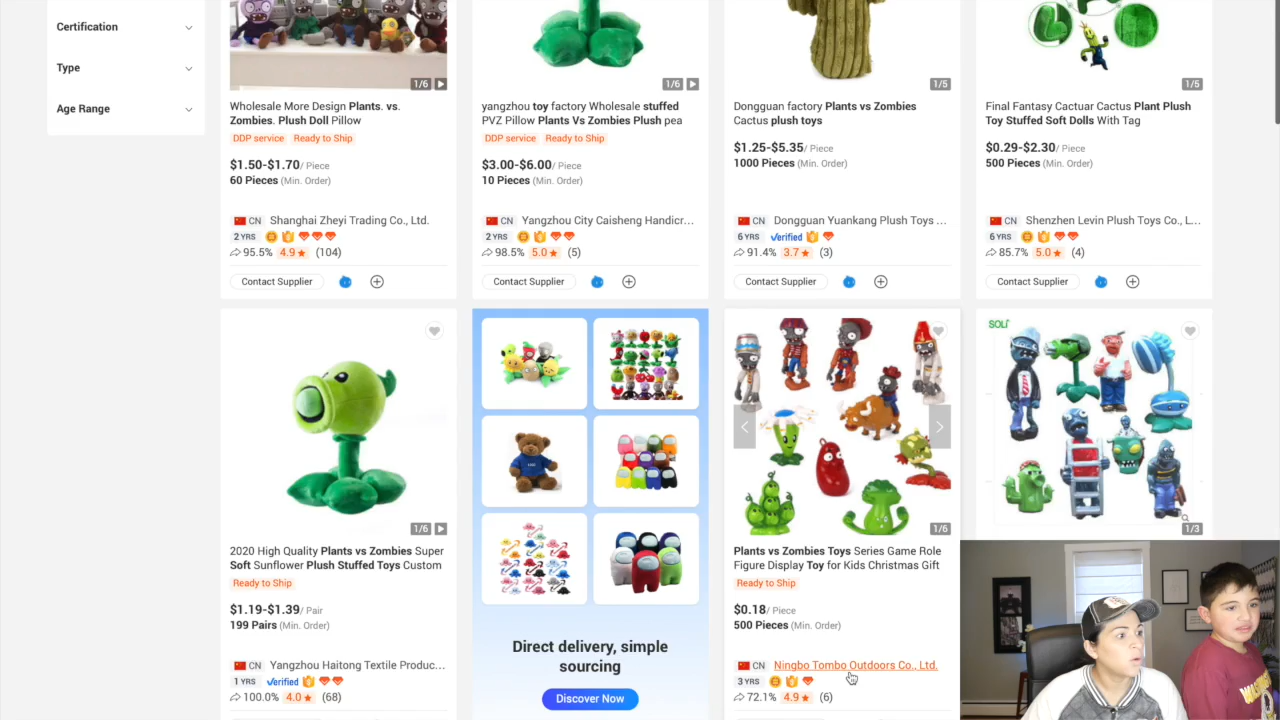 Certification
Type
Age Range
1/6
Wholesale More Design Plants. vs.
Zombies. Plush Doll Pillow
DDP service Ready to Ship
$1.50-$1.70/ Piece
60 Pieces (Min. Order)
CN Shanghai Zheyi Trading Co., Ltd.
2 YRS
95.5% 4.9 (104)
Contact Supplier
1/6
yangzhou toy factory Wholesale stuffed
PVZ Pillow Plants Vs Zombies Plush pea
DDP service Ready to Ship
$3.00-$6.00/ Piece
10 Pieces (Min. Order)
CN Yangzhou City Caisheng Handicr...
2 YRS
98.5% 5.0 (5)
Contact Supplier
1/5
Dongguan factory Plants vs Zombies
Cactus plush toys
$1.25-$5.35/ Piece
1000 Pieces (Min. Order)
CN Dongguan Yuankang Plush Toys ...
6 YRS Verified
91.4% 3.7 (3)
Contact Supplier
1/5
Final Fantasy Cactuar Cactus Plant Plush
Toy Stuffed Soft Dolls With Tag
$0.29-$2.30/ Piece
500 Pieces (Min. Order)
CN Shenzhen Levin Plush Toys Co., L...
6 YRS
85.7% 5.0 (4)
Contact Supplier
1/6
2020 High Quality Plants vs Zombies Super
Soft Sunflower Plush Stuffed Toys Custom
Ready to Ship
$1.19-$1.39/ Pair
199 Pairs (Min. Order)
CN Yangzhou Haitong Textile Produc...
1 YRS Verified
100.0% 4.0 (68)
Direct delivery, simple
sourcing
Discover Now
1/6
Plants vs Zombies Toys Series Game Role
Figure Display Toy for Kids Christmas Gift
Ready to Ship
$0.18/ Piece
500 Pieces (Min. Order)
CN Ningbo Tombo Outdoors Co., Ltd.
3 YRS
72.1% 4.9 (6)
SOLI
1/3